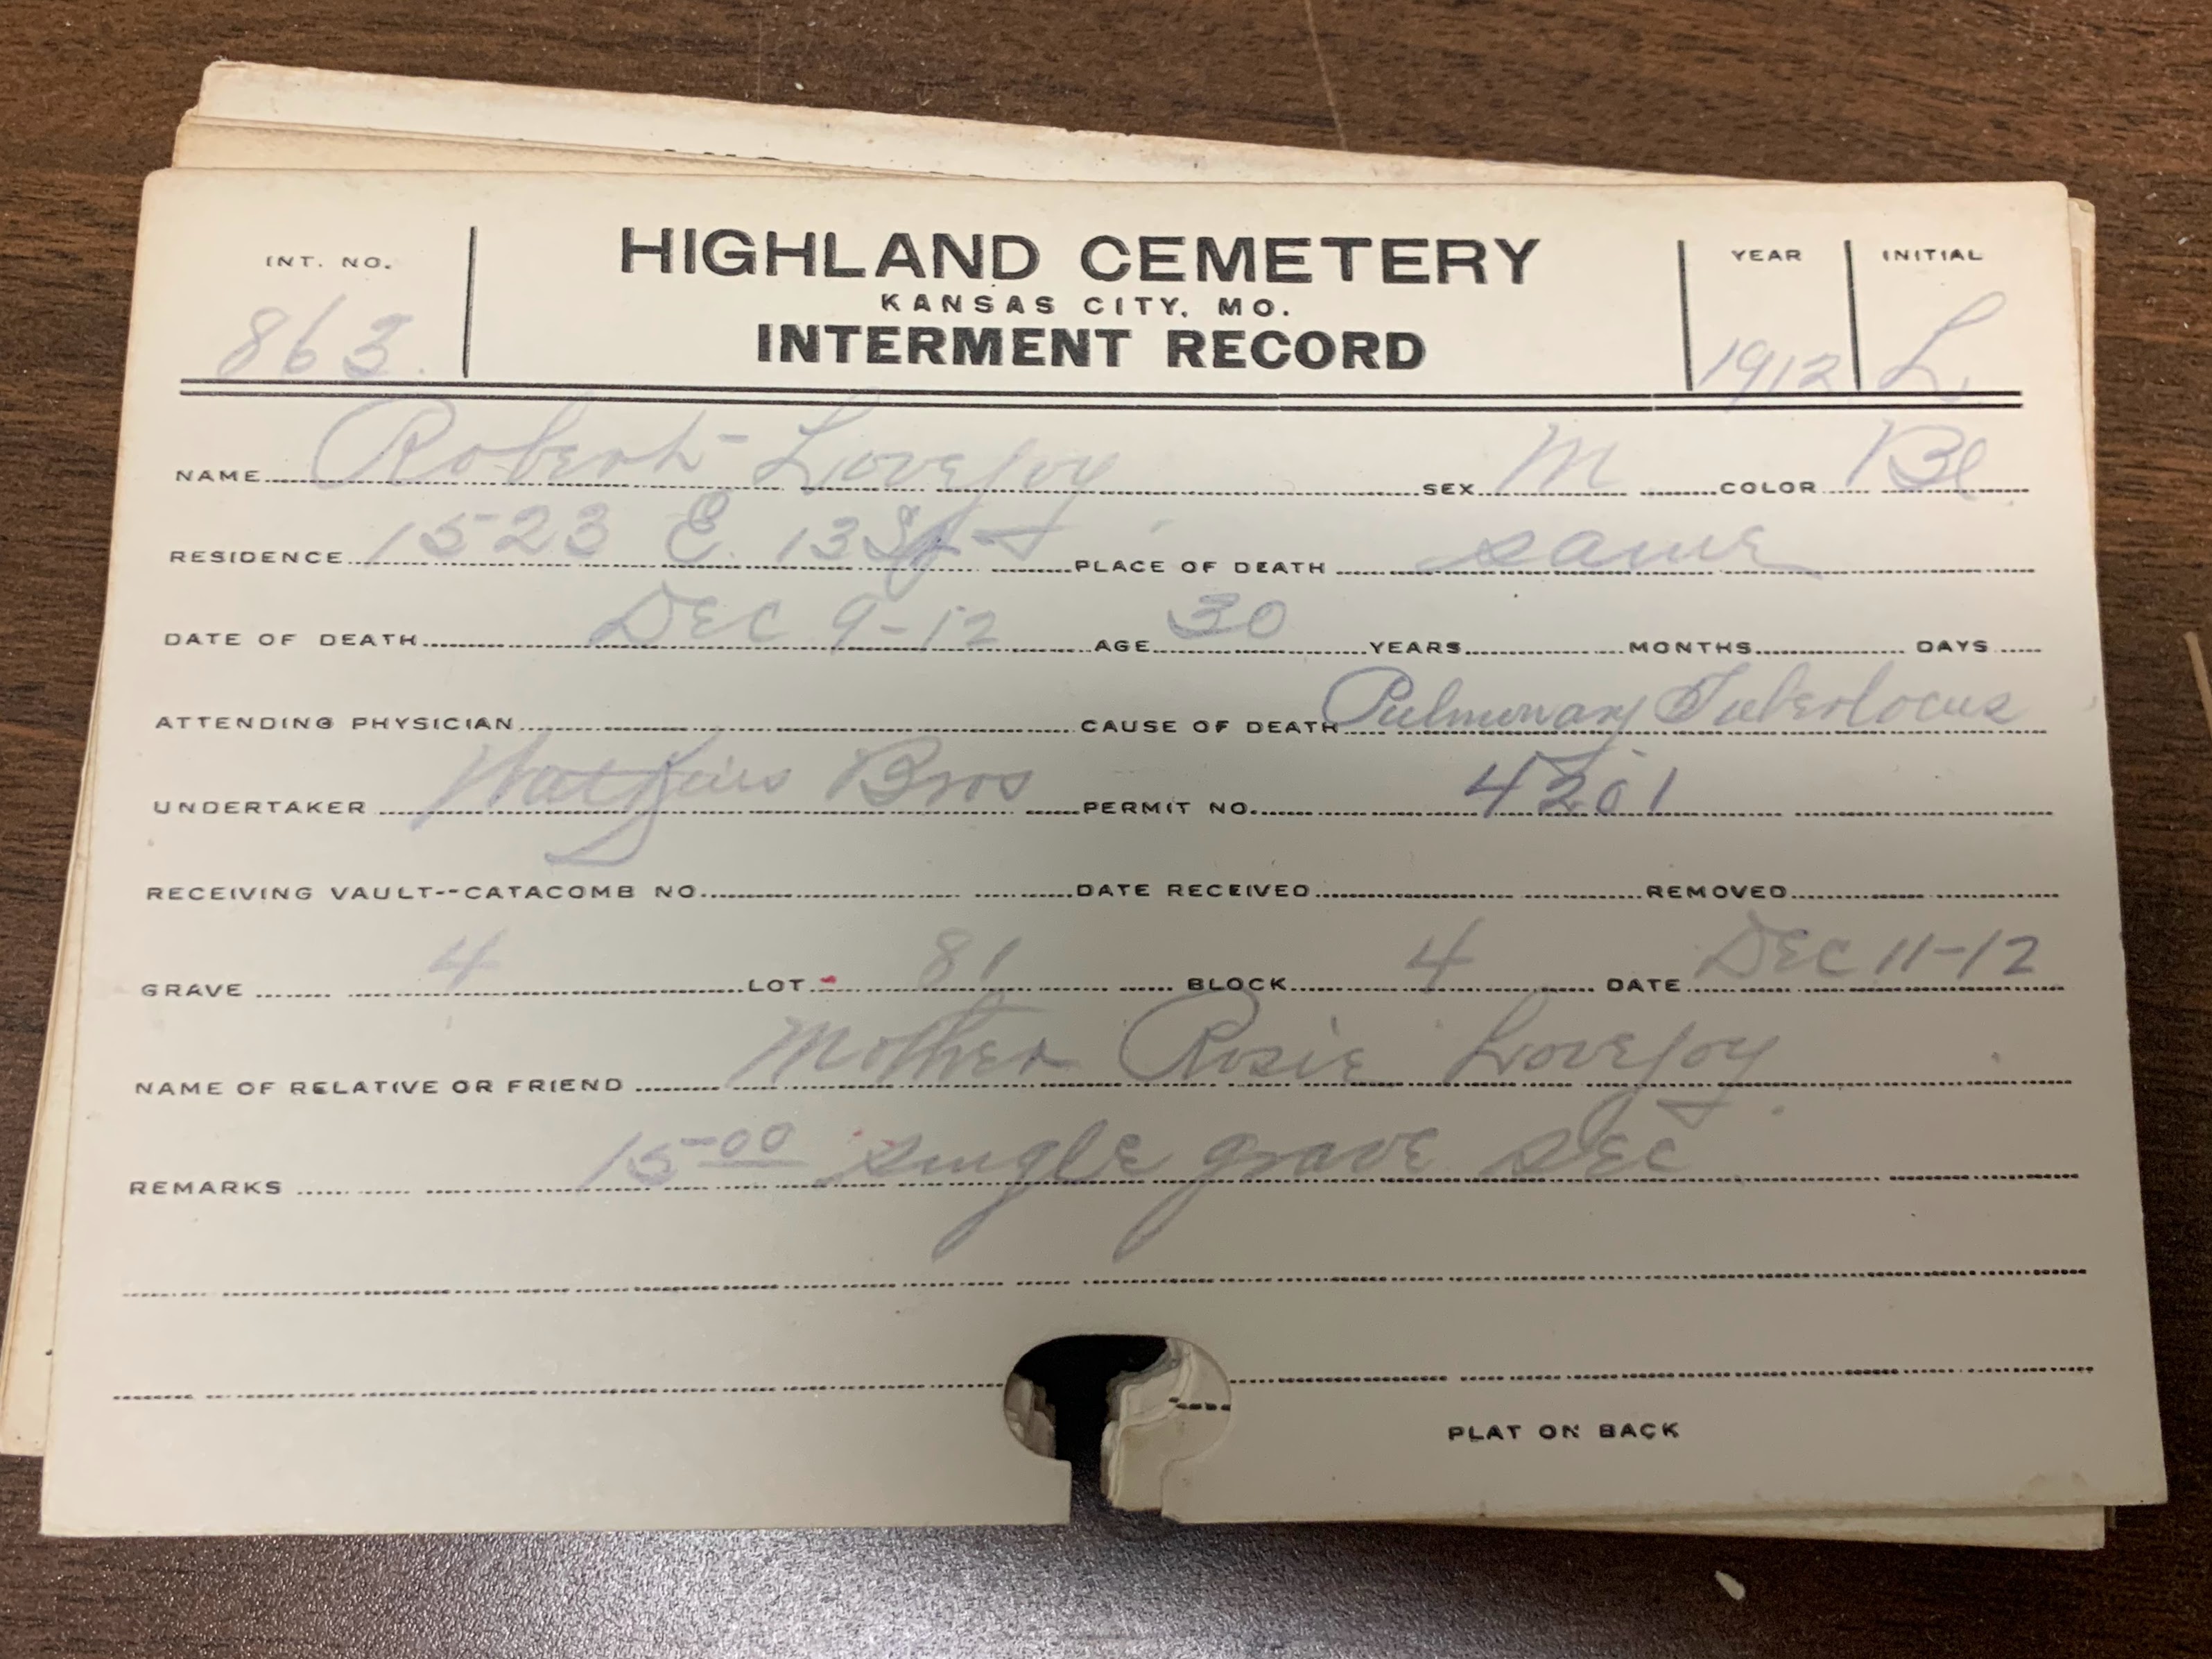 INT. NO. HIGHLAND CEMETERY YEAR INITIAL
KANSAS CITY, MO.
863. INTERMENT RECORD 1912 L.
NAME Robert Lovejoy SEX M COLOR Bl
RESIDENCE 1523 E. 13 St PLACE OF DEATH same
DATE OF DEATH Dec 9-12 AGE 30 YEARS MONTHS DAYS
ATTENDING PHYSICIAN CAUSE OF DEATH Pulmonary Tuberlocus
UNDERTAKER Watkins Bros PERMIT NO. 4201
RECEIVING VAULT--CATACOMB NO. DATE RECEIVED REMOVED
GRAVE 4 LOT 81 BLOCK 4 DATE Dec 11-12
NAME OF RELATIVE OR FRIEND Mother Rosie Lovejoy
REMARKS 15 00 single grave sec
PLAT ON BACK